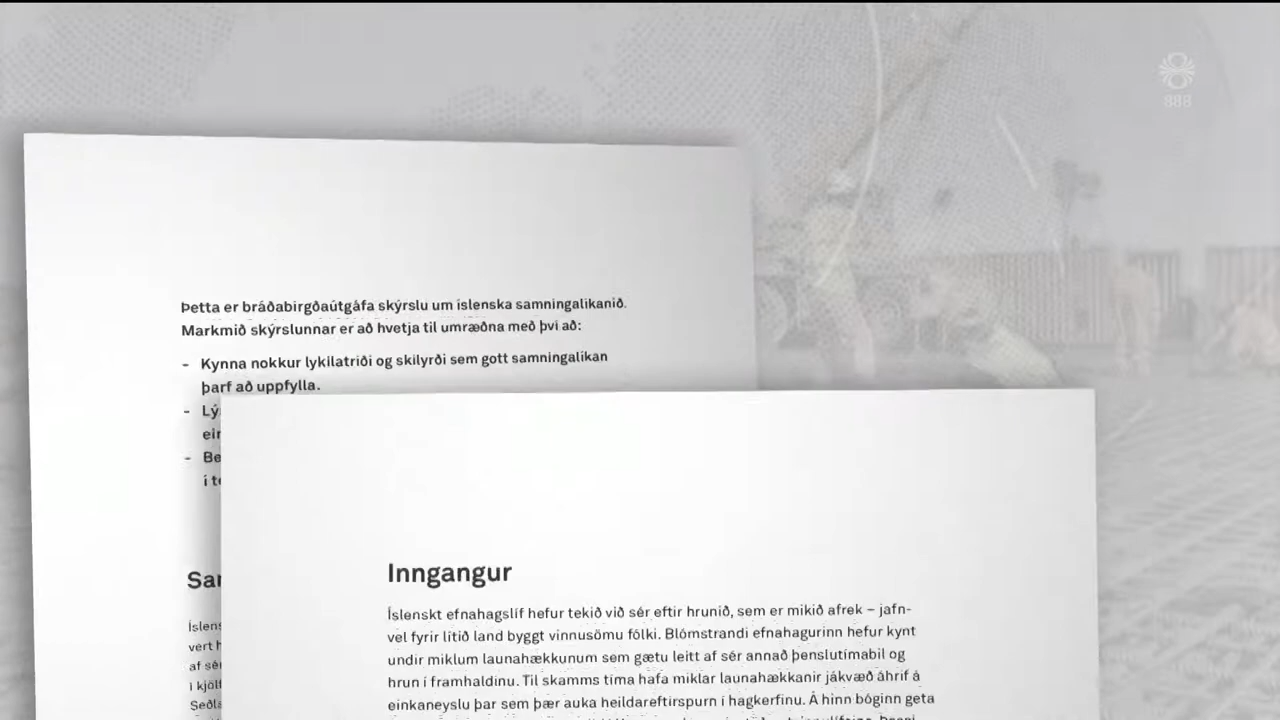 888
Þetta er bráðabirgðaútgáfa skýrslu um íslenska samningalíkanið.
Markmið skýrslunnar er að hvetja til umræðna með því að:
- Kynna nokkur lykilatriði og skilyrði sem gott samningalíkan
þarf að uppfylla.
Inngangur
Íslenskt efnahagslíf hefur tekið við sér eftir hrunið, sem er mikið afrek – jafn-
vel fyrir lítið land byggt vinnusömu fólki. Blómstrandi efnahagurinn hefur kynt
undir miklum launahækkunum sem gætu leitt af sér annað þenslutímabil og
hrun í framhaldinu. Til skamms tíma hafa miklar launahækkanir jákvæð áhrif á
einkaneyslu þar sem þær auka heildareftirspurn í hagkerfinu. Á hinn bóginn geta